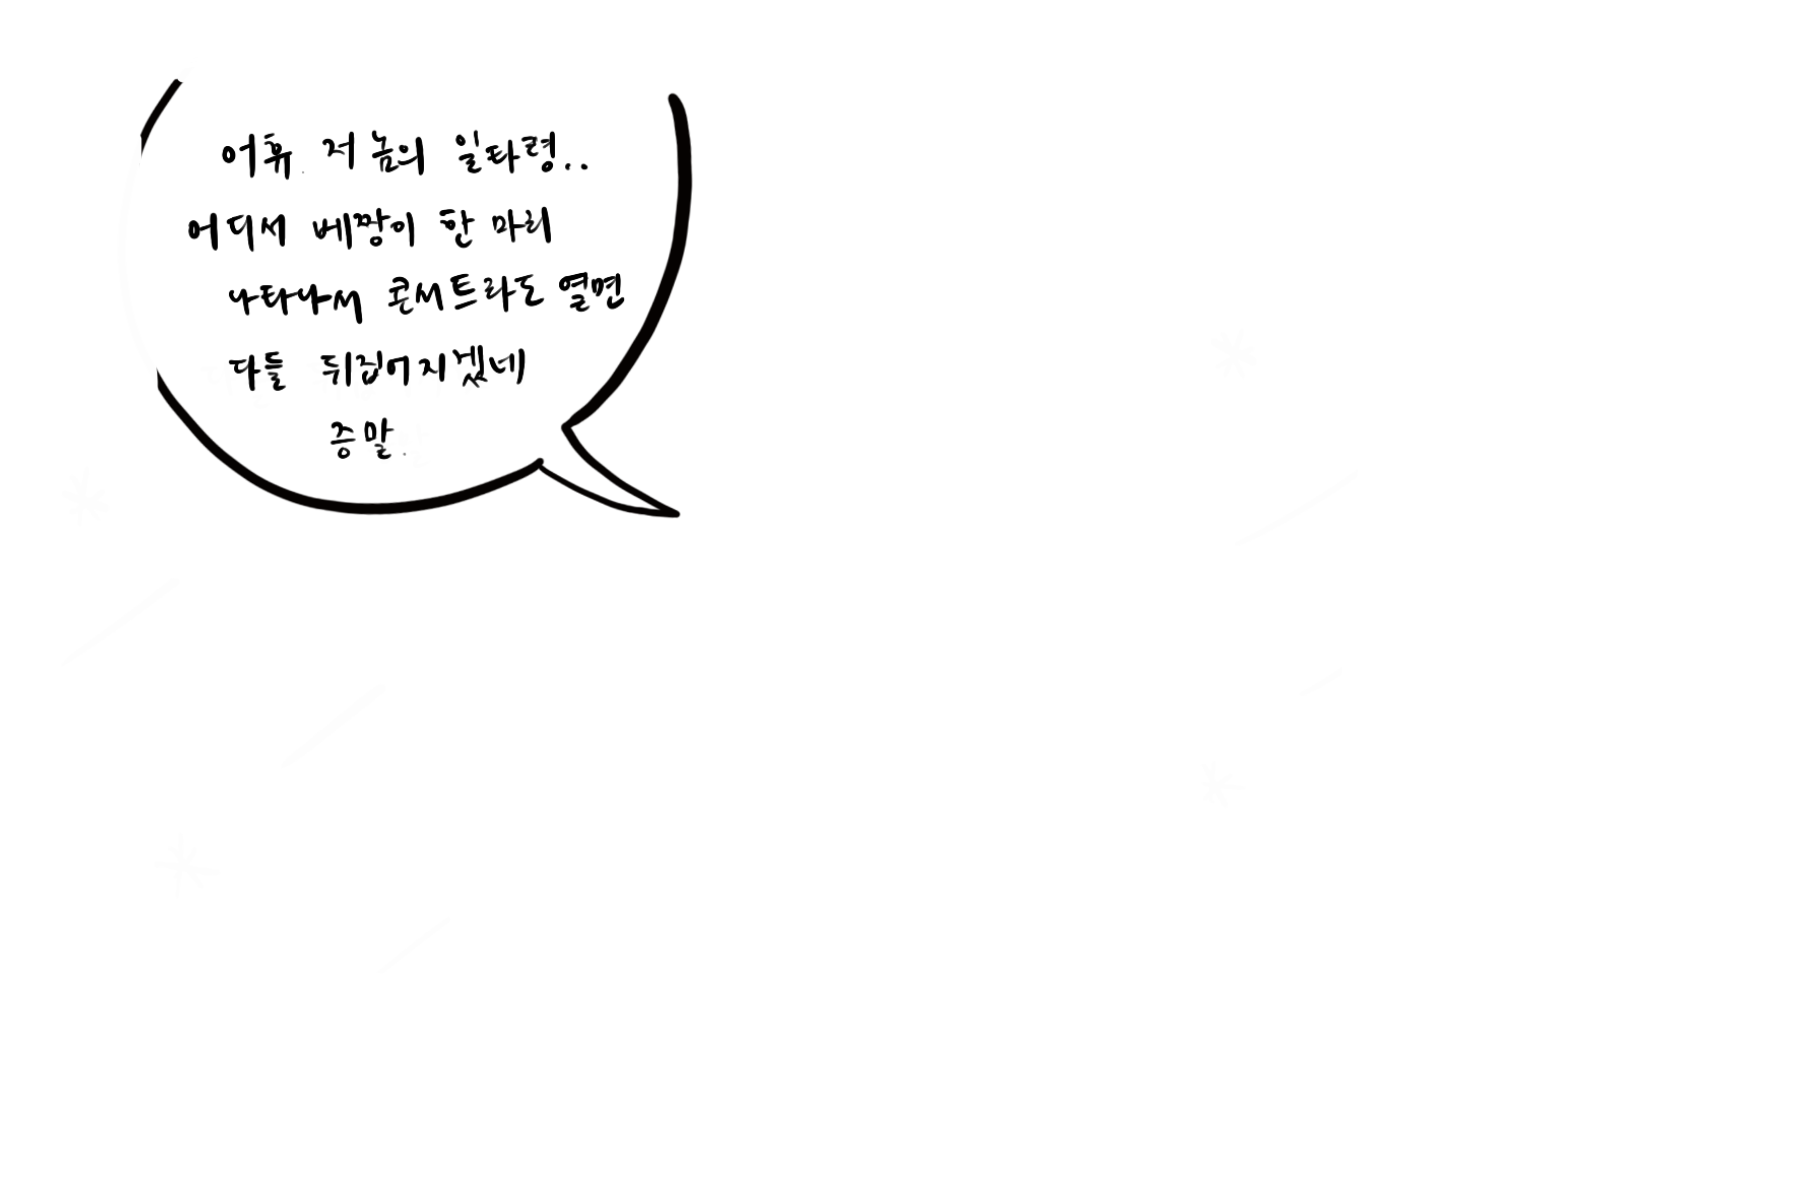 어휴 저 놈의 일타령..
어디서 베짱이 한 마리
나타나서 콘서트라도 열면
다들 뒤집어지겠네
증말.